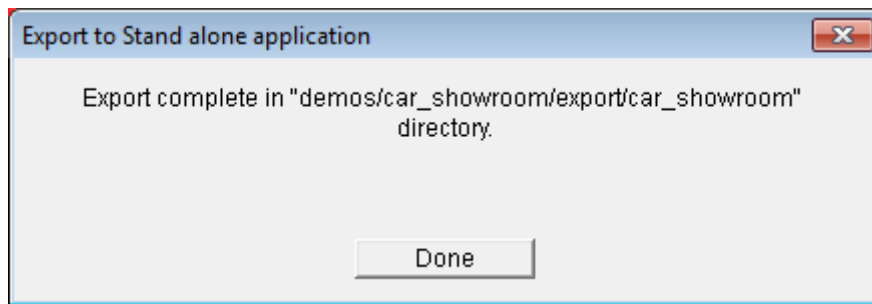 Export to Stand alone application
Export complete in "demos/car_showroom/export/car_showroom"
directory.
Done